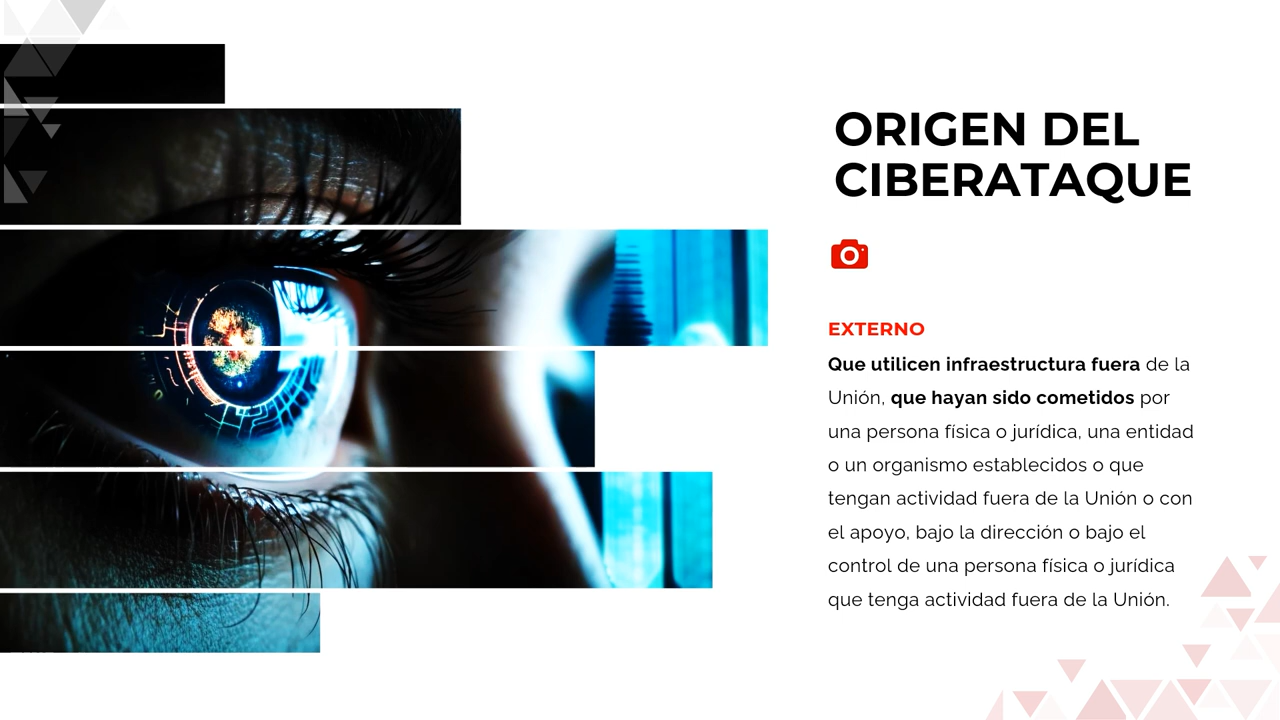 ORIGEN DEL
CIBERATAQUE
EXTERNO
Que utilicen infraestructura fuera de la
Unión, que hayan sido cometidos por
una persona física o jurídica, una entidad
o un organismo establecidos o que
tengan actividad fuera de la Unión o con
el apoyo, bajo la dirección o bajo el
control de una persona física o jurídica
que tenga actividad fuera de la Unión.